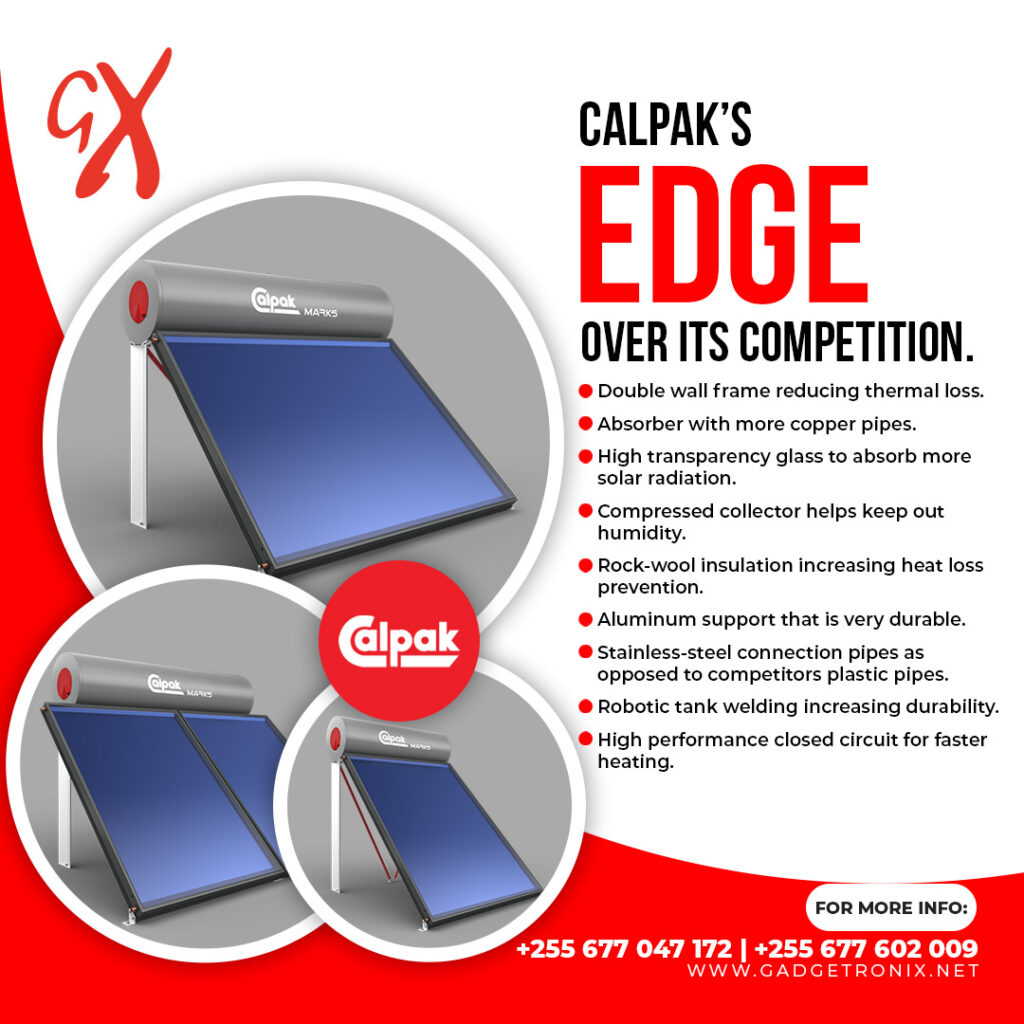 GX
CALPAK'S
EDGE
OVER ITS COMPETITION.
Double wall frame reducing thermal loss.
Absorber with more copper pipes.
High transparency glass to absorb more
solar radiation.
Compressed collector helps keep out
humidity.
Rock-wool insulation increasing heat loss
prevention.
Aluminum support that is very durable.
Stainless-steel connection pipes as
opposed to competitors plastic pipes.
Robotic tank welding increasing durability.
High performance closed circuit for faster
heating.
Calpak MARK5
Calpak
Calpak MARK5
Calpak MARK5
FOR MORE INFO:
+255 677 047 172 | +255 677 602 009
WWW.GADGETRONIX.NET